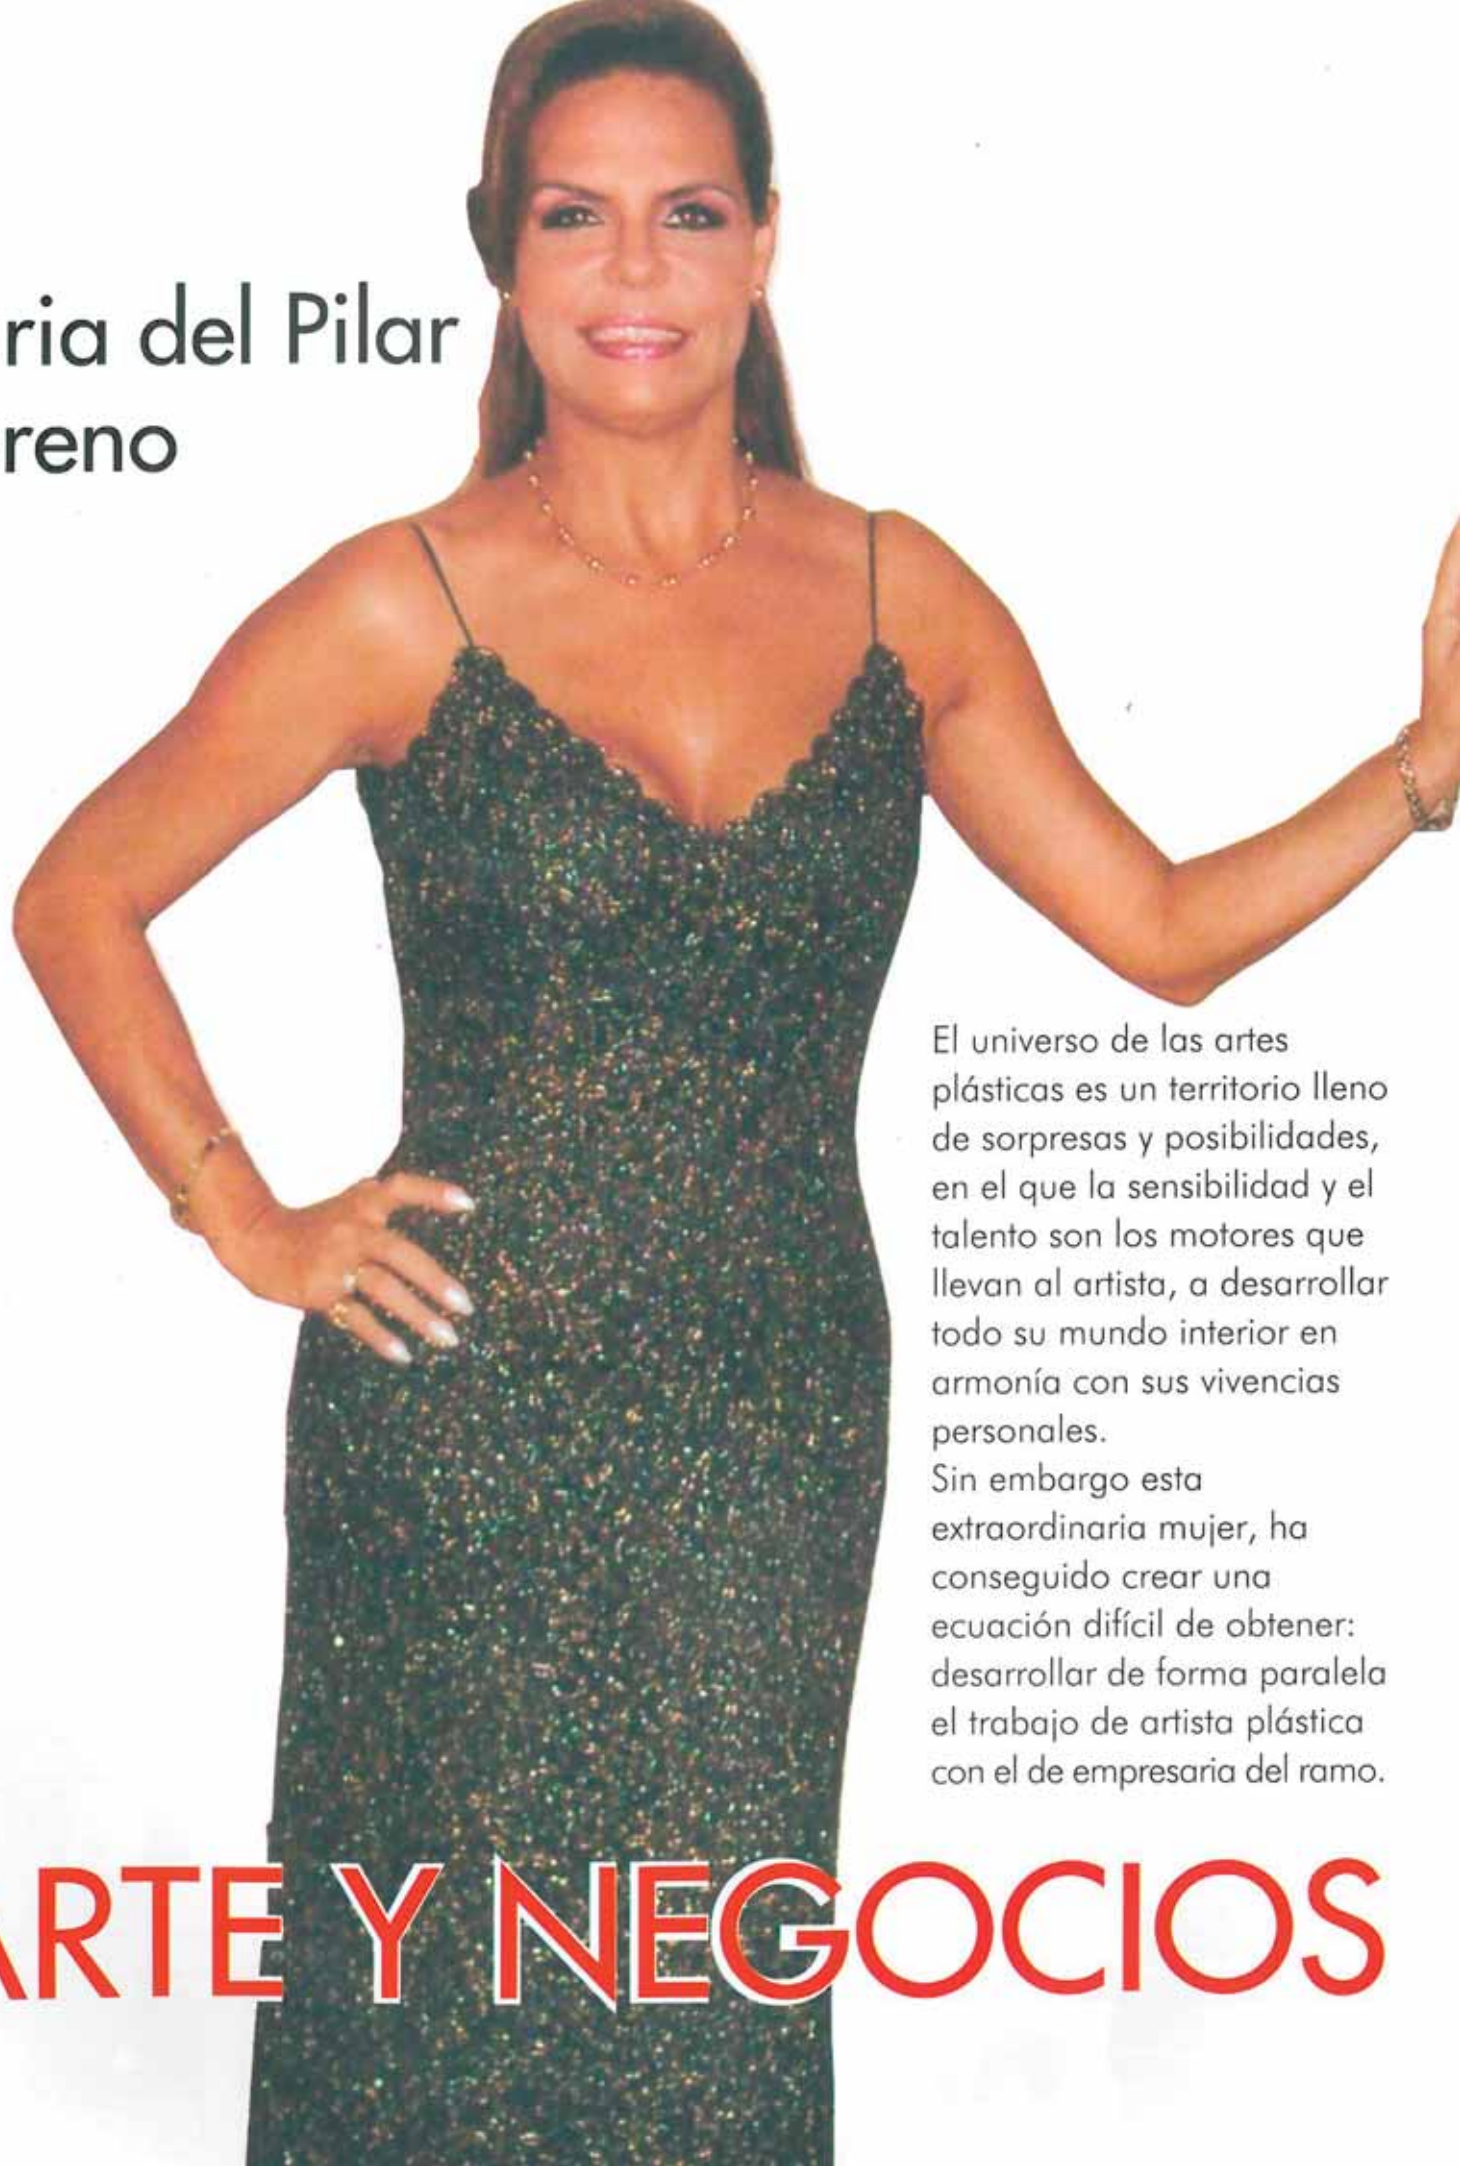 ria del Pilar
reno
El universo de las artes
plásticas es un territorio lleno
de sorpresas y posibilidades,
en el que la sensibilidad y el
talento son los motores que
llevan al artista, a desarrollar
todo su mundo interior en
armonía con sus vivencias
personales.
Sin embargo esta
extraordinaria mujer, ha
conseguido crear una
ecuación difícil de obtener:
desarrollar de forma paralela
el trabajo de artista plástica
con el de empresaria del ramo.
ARTE Y NEGOCIOS